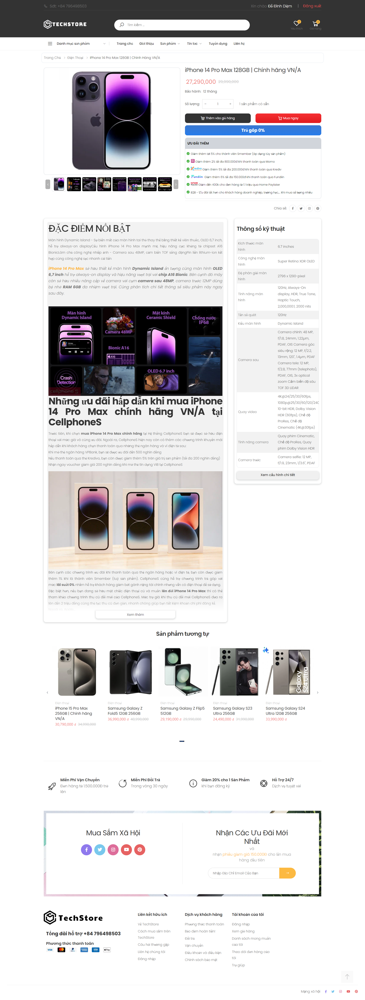 Sdt: +84 796498503
Xin chào Đỗ Đình Diệm | Đăng xuất
TECHSTORE
Tìm kiếm ...
0
Yêu thích
0
Giỏ hàng
Danh mục sản phẩm
Trang chủ Giới thiệu Sản phẩm Tin tức Tuyển dụng Liên hệ
Trang Chủ > Điện Thoại > IPhone 14 Pro Max 128GB | Chính Hãng VN/A
iPhone 14 Pro Max 128GB | Chính hãng VN/A
27,290,000 29,990,000
Bảo hành: 12 tháng
Số lượng: − 1 + 1 sản phẩm có sẵn
Thêm vào giỏ hàng
Mua ngay
Trả góp 0%
ƯU ĐÃI THÊM
Giảm thêm tới 5% cho thành viên Smember (áp dụng tùy sản phẩm)
Giảm thêm 2% tối đa 800.000đ khi thanh toán qua Momo
Kredivo Giảm thêm 5% tối đa 200.000đ khi thanh toán qua Krediv
Fundiin Giảm thêm 6% tối đa 150.000đ khi thanh toán qua Fundiin
HOME PayLater Giảm đến 400k cho đơn hàng từ 1.1 triệu qua Home Paylater
B2B - Ưu đãi tốt hơn cho khách hàng doanh nghiệp, trường học,... khi mua số lượng nhiều
Chia sẻ:
ĐẶC ĐIỂM NỔI BẬT
Màn hình Dynamic Island - Sự biến mất của màn hình tai thỏ thay thế bằng thiết kế viên thuốc, OLED 6,7 inch,
hỗ trợ always-on displayCấu hình iPhone 14 Pro Max mạnh mẽ, hiệu năng cực khủng từ chipset A16
BionicLàm chủ công nghệ nhiếp ảnh - Camera sau 48MP, cảm biến TOF sống độngPin liền lithium-ion kết
hợp cùng công nghệ sạc nhanh cải tiến
iPhone 14 Pro Max sở hữu thiết kế màn hình Dynamic Island ấn tượng cùng màn hình OLED
6,7 inch hỗ trợ always-on display và hiệu năng vượt trội với chip A16 Bionic. Bên cạnh đó máy
còn sở hữu nhiều nâng cấp về camera với cụm camera sau 48MP, camera trước 12MP dùng
bộ nhớ RAM 6GB đa nhiệm vượt trội. Cùng phân tích chi tiết thông số siêu phẩm này ngay
sau đây.
Màn hình
Dynamic Island
Camera 48MP
Mặt kính
Ceramic Shield
Chống nước
IP68
Bionic A16
A16
Crash
Detection
OLED 6.7 inch
cellphone S
Những ưu đãi hấp dẫn khi mua iPhone
14 Pro Max chính hãng VN/A tại
CellphoneS
Trước tiên, khi chọn mua iPhone 14 Pro Max chính hãng tại Hệ thống CellphoneS bạn sẽ được sở hữu điện
thoại với mức giá vô cùng ưu đãi. Ngoài ra, CellphoneS hiện nay còn có thêm các chương trình khuyến mãi
hấp dẫn khi khách hàng chọn thanh toán qua những thẻ ngân hàng và ví điện tử sau:
Khi mở thẻ ngân hàng VPBank, bạn sẽ được ưu đãi đến 500 nghìn đồng
Nếu thanh toán qua thẻ Kredivo, bạn còn được giảm thêm 5% trên giá trị sản phẩm (tối đa 200 nghìn đồng)
Nhận ngay voucher giảm giá 200 nghìn đồng khi mở thẻ tín dụng VIB tại CellphoneS
Bên cạnh các chương trình ưu đãi khi thanh toán qua thẻ ngân hàng hoặc ví điện tử, bạn còn được giảm
thêm 1% khi là thành viên Smember (tuỳ sản phẩm). CellphoneS cũng hỗ trợ chương trình trả góp với
mức lãi suất 0% nhằm hỗ trợ khách hàng giảm bớt gánh nặng tài chính nhưng vẫn có điện thoại để sử dụng.
Đặc biệt hơn, nếu bạn đang sở hữu một chiếc điện thoại cũ và muốn lên đời iPhone 14 Pro Max thì có thể
tham khảo chương trình thu cũ đổi mới của CellphoneS. Mức trợ giá khi thu cũ đổi mới CellphoneS đưa ra
lên đến 2 triệu đồng cùng thủ tục thu cũ đơn giản, nhanh chóng giúp bạn tiết kiệm khoản chi phí đáng kể.
Ngoài ra, Apple
Xem thêm
Thông số kỹ thuật
Kích thước màn
hình
6.7 inches
Công nghệ màn
hình
Super Retina XDR OLED
Độ phân giải màn
hình
2796 x 1290-pixel
Tính năng màn
hình
120Hz, Always-On
display, HDR, True Tone,
Haptic Touch,
2,000,000:1, 2000 nits
Tần số quét
120Hz
Kiểu màn hình
Dynamic Island
Camera sau
Camera chính: 48 MP,
f/1.8, 24mm, 1.22µm,
PDAF, OIS Camera góc
siêu rộng: 12 MP, f/2.2,
13mm, 120˚, 1.4µm, PDAF
Camera tele: 12 MP,
f/2.8, 77mm (telephoto),
PDAF, OIS, 3x optical
zoom Cảm biến độ sâu
TOF 3D LiDAR
Quay video
4K@24/25/30/60fps,
1080p@25/30/60/120/240
10-bit HDR, Dolby Vision
HDR (60fps), Chế độ
ProRes, Chế độ
Cinematic (4K@30fps)
Tính năng camera
Quay phim Cinematic,
Chế độ ProRes, Quay
phim Dolby Vision HDR
Camera trước
Camera selfie: 12 MP,
f/1.9, 23mm, 1/3.6", PDAF
Xem cấu hình chi tiết
Sản phẩm tương tự
Điện thoại
iPhone 15 Pro Max
256GB | Chính hãng
VN/A
30,790,000 đ 34,990,000
Điện thoại
Samsung Galaxy Z
Fold5 12GB 256GB
36,990,000 đ 40,990,000
Điện thoại
Samsung Galaxy Z Flip5
512GB
29,190,000 đ 29,990,000
Điện thoại
Samsung Galaxy S23
Ultra 256GB
24,490,000 đ 31,990,000
Galaxy
S24 Ultra
Điện thoại
Samsung Galaxy S24
Ultra 12GB 256GB
33,990,000 đ
Miễn Phí Vận Chuyển
Đơn hàng từ 1.500.000Đ trở
lên
Miễn Phí Đổi Trả
Trong vòng 30 ngày
Giảm 20% cho 1 Sản Phẩm
khi bạn đăng ký
Hỗ Trợ 24/7
Dịch vụ tuyệt vời
Mua Sắm Xã Hội
Nhận Các Ưu Đãi Mới
Nhất
và
nhận phiếu giảm giá 150.000Đ cho lần mua
hàng đầu tiên
Nhập Địa Chỉ Email Của Bạn
TechStore
Tổng đài hỗ trợ +84 796498503
Phương thức thanh toán
VISA
Pay
Liên kết hữu ích
Về TechStore
Cách mua sắm trên
TechStore
Câu hỏi thường gặp
Liên hệ chúng tôi
Đăng nhập
Dịch vụ khách hàng
Phương thức thanh toán
Bảo đảm hoàn tiền!
Đổi trả
Vận chuyển
Điều khoản và điều kiện
Chính sách bảo mật
Tài khoản của tôi
Đăng nhập
Xem giỏ hàng
Danh sách mong muốn
của tôi
Theo dõi đơn hàng của
tôi
Trợ giúp
Mạng xã hội